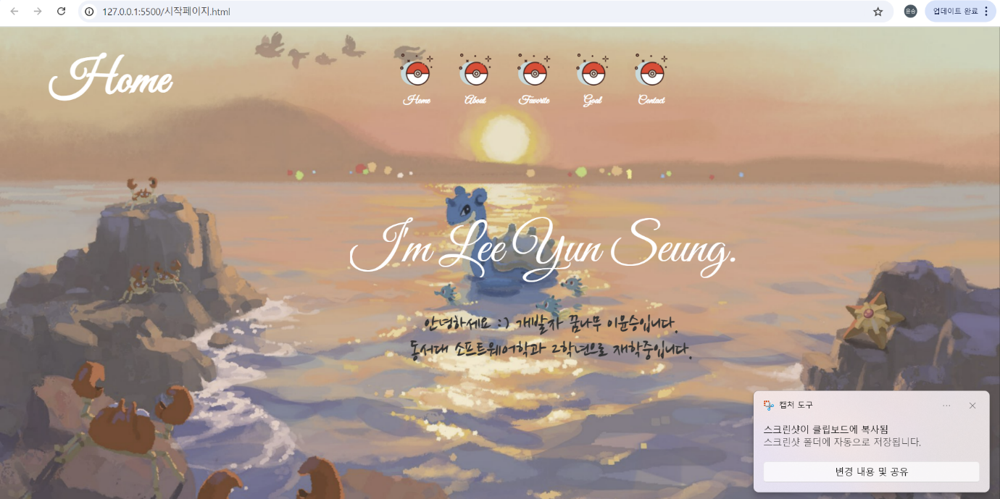 127.0.0.1:5500/시작페이지.html
윤승
업데이트 완료
Home
Home
About
Favorite
Goal
Contact
I'm Lee Yun Seung.
안녕하세요 :) 개발자 꿈나무 이윤승입니다.
동서대 소프트웨어학과 2학년으로 재학중입니다.
캡처 도구
스크린샷이 클립보드에 복사됨
스크린샷 폴더에 자동으로 저장됩니다.
변경 내용 및 공유